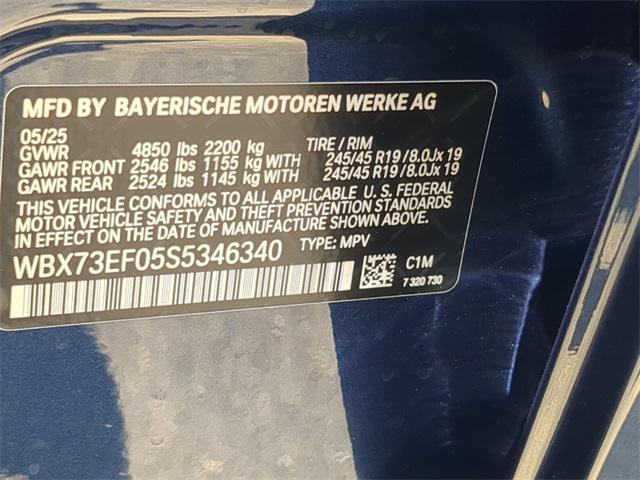 MFD BY BAYERISCHE MOTOREN WERKE AG
05/25
GVWR 4850 lbs 2200 kg TIRE / RIM
GAWR FRONT 2546 lbs 1155 kg WITH 245/45 R19 / 8.0Jx 19
GAWR REAR 2524 lbs 1145 kg WITH 245/45 R19 / 8.0Jx 19
THIS VEHICLE CONFORMS TO ALL APPLICABLE U. S. FEDERAL
MOTOR VEHICLE SAFETY AND THEFT PREVENTION STANDARDS
IN EFFECT ON THE DATE OF MANUFACTURE SHOWN ABOVE.
WBX73EF05S5346340 TYPE: MPV
C1M
7 320 730